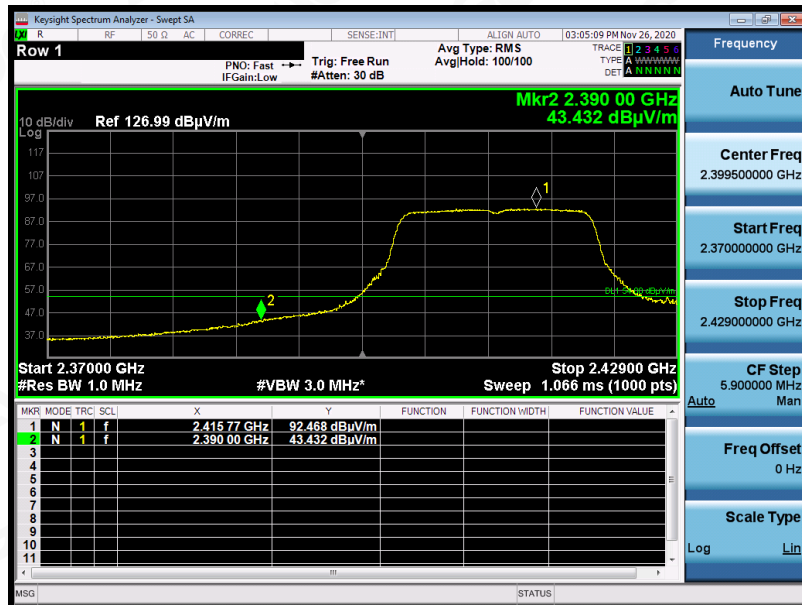 Keysight Spectrum Analyzer - Swept SA
LXI R RF 50 Ω AC CORREC SENSE:INT ALIGN AUTO 03:05:09 PM Nov 26, 2020
Row 1
PNO: Fast
IFGain:Low
Trig: Free Run
#Atten: 30 dB
Avg Type: RMS
Avg|Hold: 100/100
TRACE 1 2 3 4 5 6
TYPE A WWWWW
DET A N N N N N
Mkr2 2.390 00 GHz
43.432 dBµV/m
10 dB/div Ref 126.99 dBµV/m
Log
117
107
97.0
87.0
77.0
67.0
57.0
47.0
37.0
1
2
DL1 54.00 dBµV/m
Start 2.37000 GHz Stop 2.42900 GHz
#Res BW 1.0 MHz #VBW 3.0 MHz* Sweep 1.066 ms (1000 pts)
MKR MODE TRC SCL X Y FUNCTION FUNCTION WIDTH FUNCTION VALUE
1 N 1 f 2.415 77 GHz 92.468 dBµV/m
2 N 1 f 2.390 00 GHz 43.432 dBµV/m
3
4
5
6
7
8
9
10
11
MSG STATUS
Frequency
Auto Tune
Center Freq
2.399500000 GHz
Start Freq
2.370000000 GHz
Stop Freq
2.429000000 GHz
CF Step
5.900000 MHz
Auto Man
Freq Offset
0 Hz
Scale Type
Log Lin